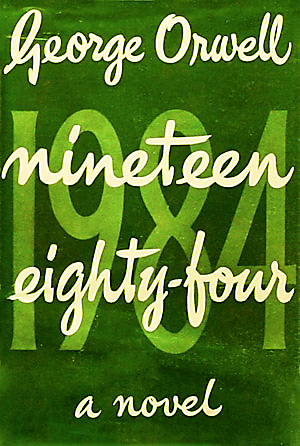 George Orwell
1984
nineteen
eighty-four
a novel